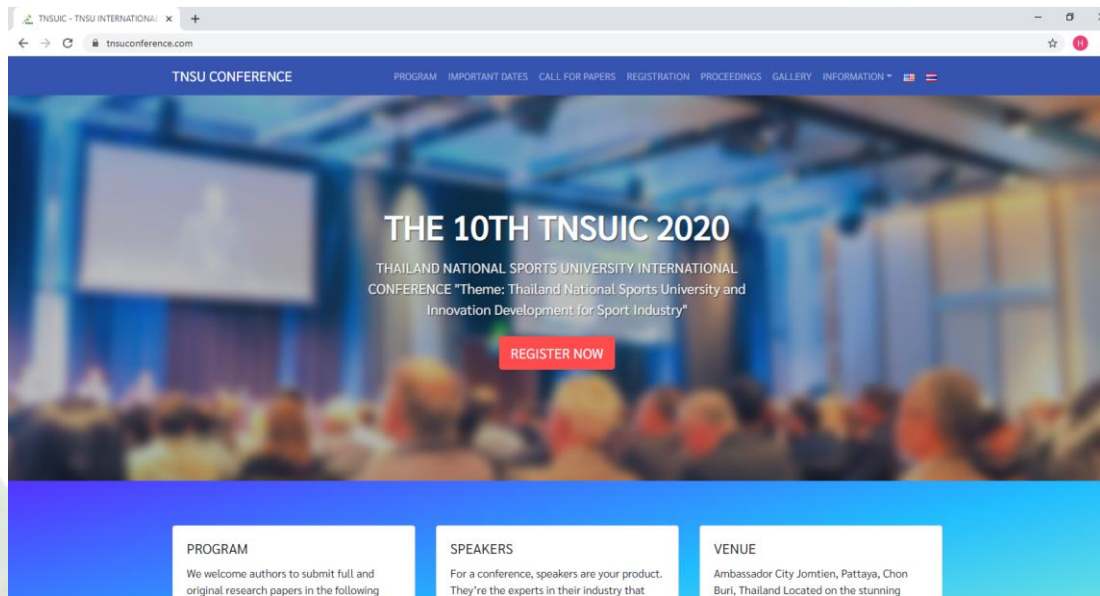 TNSUIC - TNSU INTERNATIONAL
tnsuconference.com
H
TNSU CONFERENCE
PROGRAM IMPORTANT DATES CALL FOR PAPERS REGISTRATION PROCEEDINGS GALLERY INFORMATION
THE 10TH TNSUIC 2020
THAILAND NATIONAL SPORTS UNIVERSITY INTERNATIONAL
CONFERENCE "Theme: Thailand National Sports University and
Innovation Development for Sport Industry"
REGISTER NOW
PROGRAM
We welcome authors to submit full and
original research papers in the following
SPEAKERS
For a conference, speakers are your product.
They're the experts in their industry that
VENUE
Ambassador City Jomtien, Pattaya, Chon
Buri, Thailand Located on the stunning